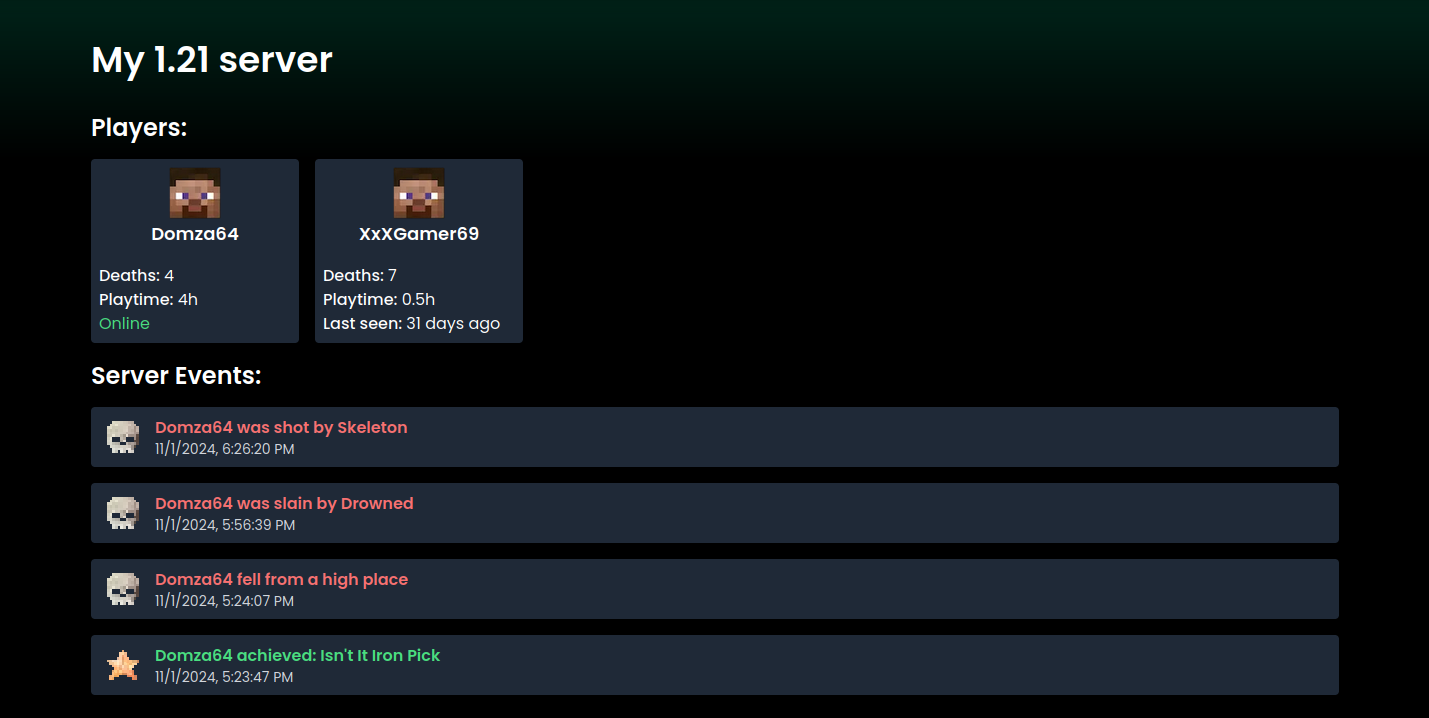 My 1.21 server
Players:
Domza64
Deaths: 4
Playtime: 4h
Online
XxXGamer69
Deaths: 7
Playtime: 0.5h
Last seen: 31 days ago
Server Events:
Domza64 was shot by Skeleton
11/1/2024, 6:26:20 PM
Domza64 was slain by Drowned
11/1/2024, 5:56:39 PM
Domza64 fell from a high place
11/1/2024, 5:24:07 PM
Domza64 achieved: Isn't It Iron Pick
11/1/2024, 5:23:47 PM